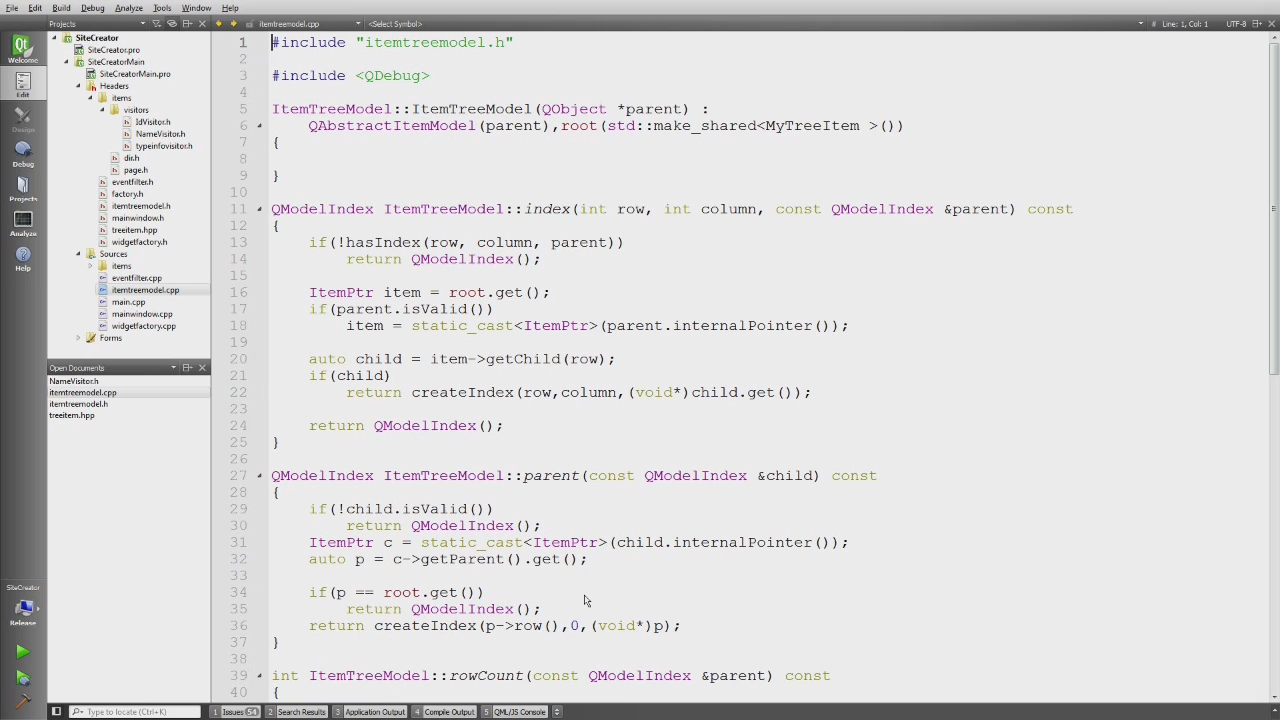 File Edit Build Debug Analyze Tools Window Help
Projects
itemtreemodel.cpp
<Select Symbol>
Line: 1, Col: 1
UTF-8
Welcome
Edit
Design
Debug
Projects
Analyze
Help
SiteCreator
Release
SiteCreator
SiteCreator.pro
SiteCreatorMain
SiteCreatorMain.pro
Headers
items
visitors
IdVisitor.h
NameVisitor.h
typeinfovisitor.h
dir.h
page.h
eventfilter.h
factory.h
itemtreemodel.h
mainwindow.h
treeitem.hpp
widgetfactory.h
Sources
items
eventfilter.cpp
itemtreemodel.cpp
main.cpp
mainwindow.cpp
widgetfactory.cpp
Forms
Open Documents
NameVisitor.h
itemtreemodel.cpp
itemtreemodel.h
treeitem.hpp
1 #include "itemtreemodel.h"
2
3 #include <QDebug>
4
5 ItemTreeModel::ItemTreeModel(QObject *parent) :
6 QAbstractItemModel(parent),root(std::make_shared<MyTreeItem >())
7 {
8
9 }
10
11 QModelIndex ItemTreeModel::index(int row, int column, const QModelIndex &parent) const
12 {
13 if(!hasIndex(row, column, parent))
14 return QModelIndex();
15
16 ItemPtr item = root.get();
17 if(parent.isValid())
18 item = static_cast<ItemPtr>(parent.internalPointer());
19
20 auto child = item->getChild(row);
21 if(child)
22 return createIndex(row,column,(void*)child.get());
23
24 return QModelIndex();
25 }
26
27 QModelIndex ItemTreeModel::parent(const QModelIndex &child) const
28 {
29 if(!child.isValid())
30 return QModelIndex();
31 ItemPtr c = static_cast<ItemPtr>(child.internalPointer());
32 auto p = c->getParent().get();
33
34 if(p == root.get())
35 return QModelIndex();
36 return createIndex(p->row(),0,(void*)p);
37 }
38
39 int ItemTreeModel::rowCount(const QModelIndex &parent) const
40 {
Type to locate (Ctrl+K)
1 Issues 54 2 Search Results 3 Application Output 4 Compile Output 5 QML/JS Console